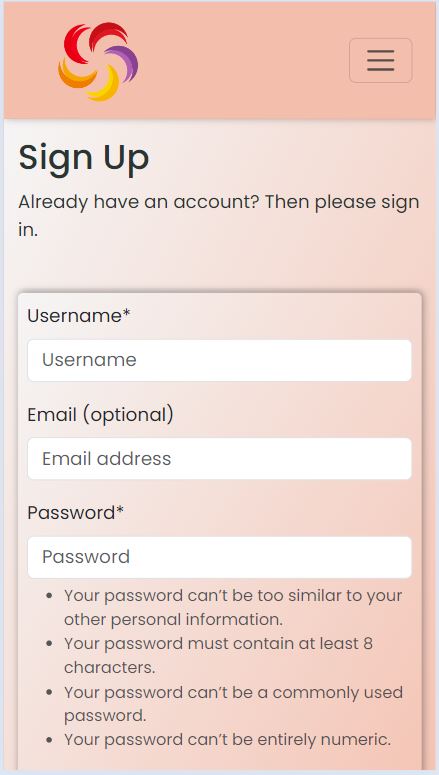 Sign Up
Already have an account? Then please sign
in.
Username*
Username
Email (optional)
Email address
Password*
Password
Your password can’t be too similar to your
other personal information.
Your password must contain at least 8
characters.
Your password can’t be a commonly used
password.
Your password can’t be entirely numeric.